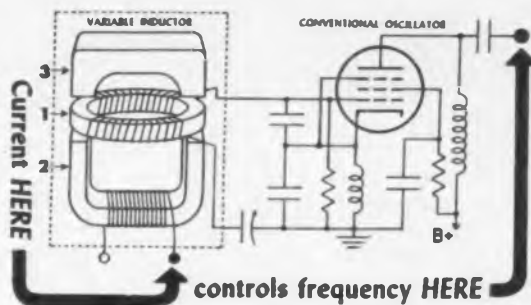 VARIABLE INDUCTOR
CONVENTIONAL OSCILLATOR
3
1
2
Current HERE
B+
controls frequency HERE